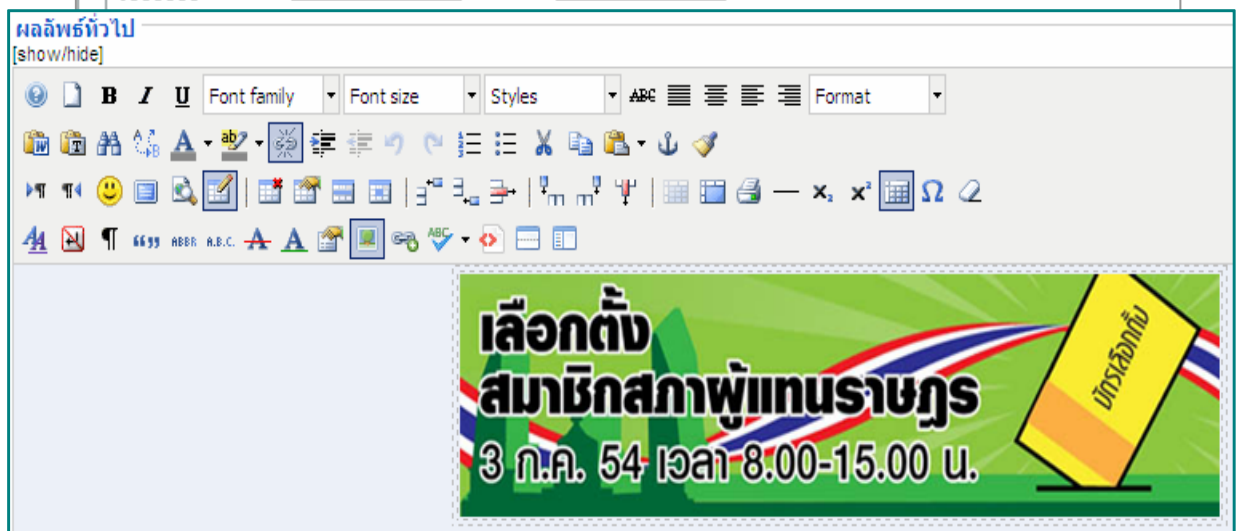 ผลลัพธ์ทั่วไป
[show/hide]
B I U Font family Font size Styles ABC Format
เลือกตั้ง
สมาชิกสภาผู้แทนราษฎร
3 ก.ค. 54 เวลา 8.00-15.00 น.
บัตรเลือกตั้ง